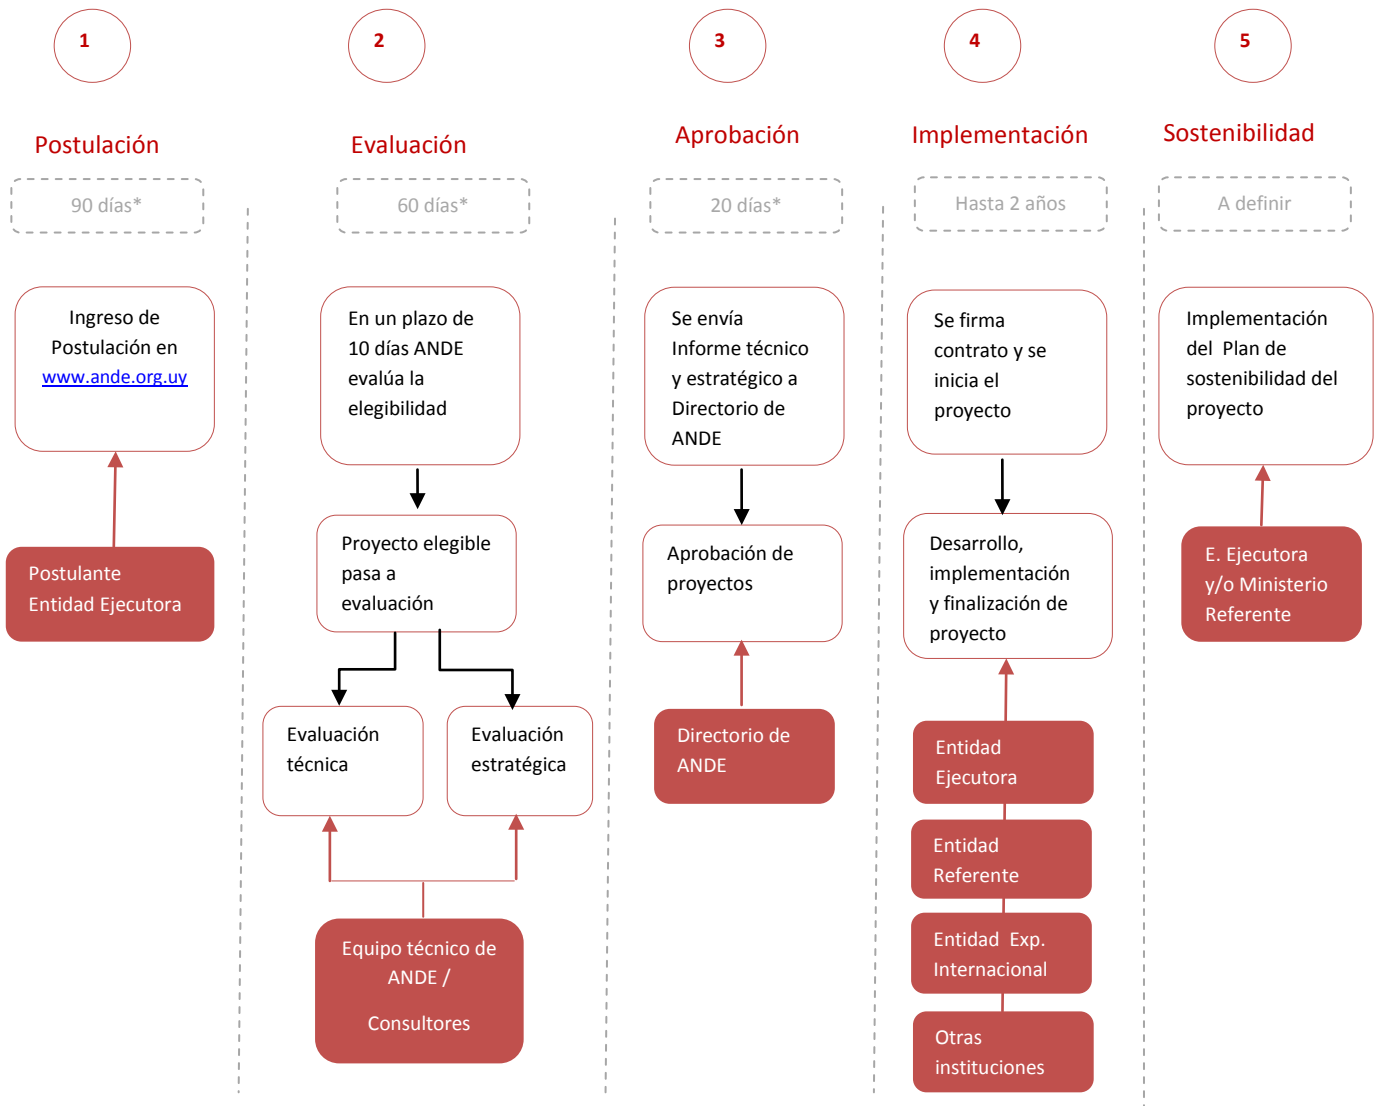 1
Postulación
90 días*
Ingreso de
Postulación en
www.ande.org.uy
Postulante
Entidad Ejecutora
2
Evaluación
60 días*
En un plazo de
10 días ANDE
evalúa la
elegibilidad
Proyecto elegible
pasa a
evaluación
Evaluación
técnica
Evaluación
estratégica
Equipo técnico de
ANDE /
Consultores
3
Aprobación
20 días*
Se envía
Informe técnico
y estratégico a
Directorio de
ANDE
Aprobación de
proyectos
Directorio de
ANDE
4
Implementación
Hasta 2 años
Se firma
contrato y se
inicia el
proyecto
Desarrollo,
implementación
y finalización de
proyecto
Entidad
Ejecutora
Entidad
Referente
Entidad Exp.
Internacional
Otras
instituciones
5
Sostenibilidad
A definir
Implementación
del Plan de
sostenibilidad del
proyecto
E. Ejecutora
y/o Ministerio
Referente